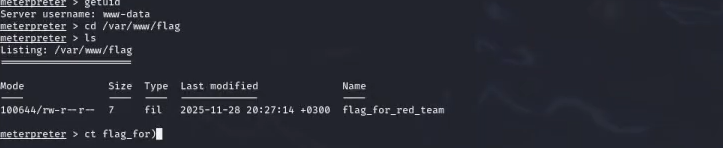 meterpreter > getuid
Server username: www-data
meterpreter > cd /var/www/flag
meterpreter > ls
Listing: /var/www/flag
======================
Mode Size Type Last modified Name
---- ---- ---- ------------- ----
100644/rw-r--r-- 7 fil 2025-11-28 20:27:14 +0300 flag_for_red_team
meterpreter > ct flag_for)